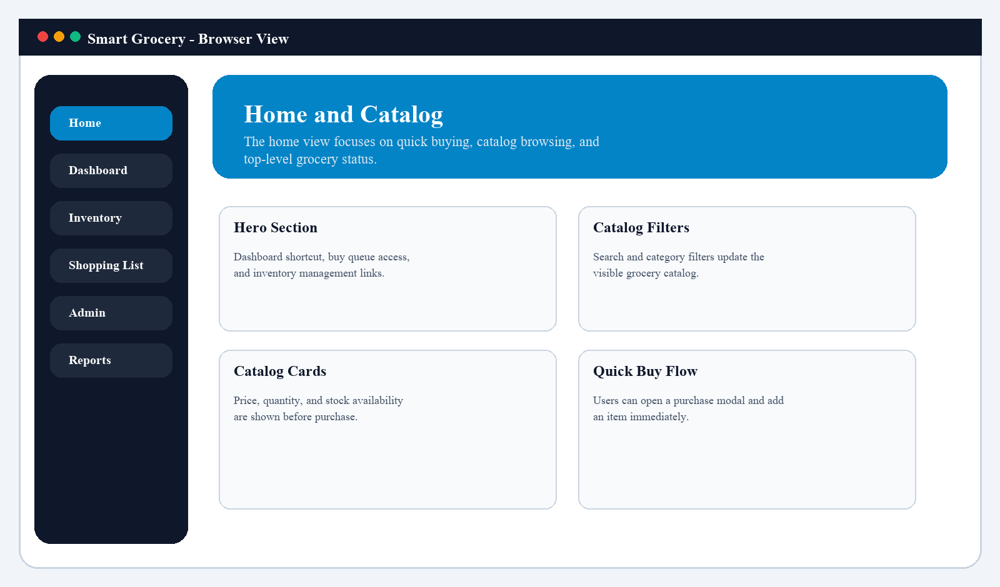 Smart Grocery - Browser View
Home
Dashboard
Inventory
Shopping List
Admin
Reports
Home and Catalog
The home view focuses on quick buying, catalog browsing, and
top-level grocery status.
Hero Section
Dashboard shortcut, buy queue access,
and inventory management links.
Catalog Filters
Search and category filters update the
visible grocery catalog.
Catalog Cards
Price, quantity, and stock availability
are shown before purchase.
Quick Buy Flow
Users can open a purchase modal and add
an item immediately.